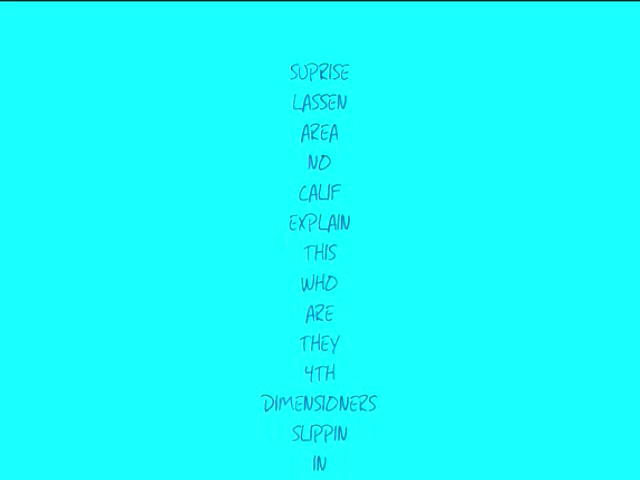 SUPRISE
LASSEN
AREA
NO
CALIF
EXPLAIN
THIS
WHO
ARE
THEY
4TH
DIMENSIONERS
SLIPPIN
IN